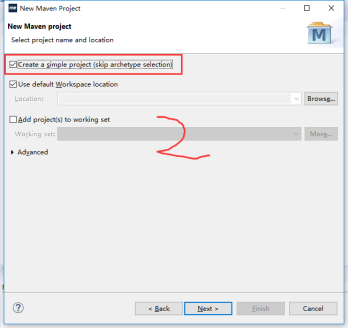 New Maven Project
New Maven project
Select project name and location
M
Create a simple project (skip archetype selection)
Use default Workspace location
Location:
Browse...
Add project(s) to working set
Working set:
More...
Advanced
2
?
< Back
Next >
Finish
Cancel